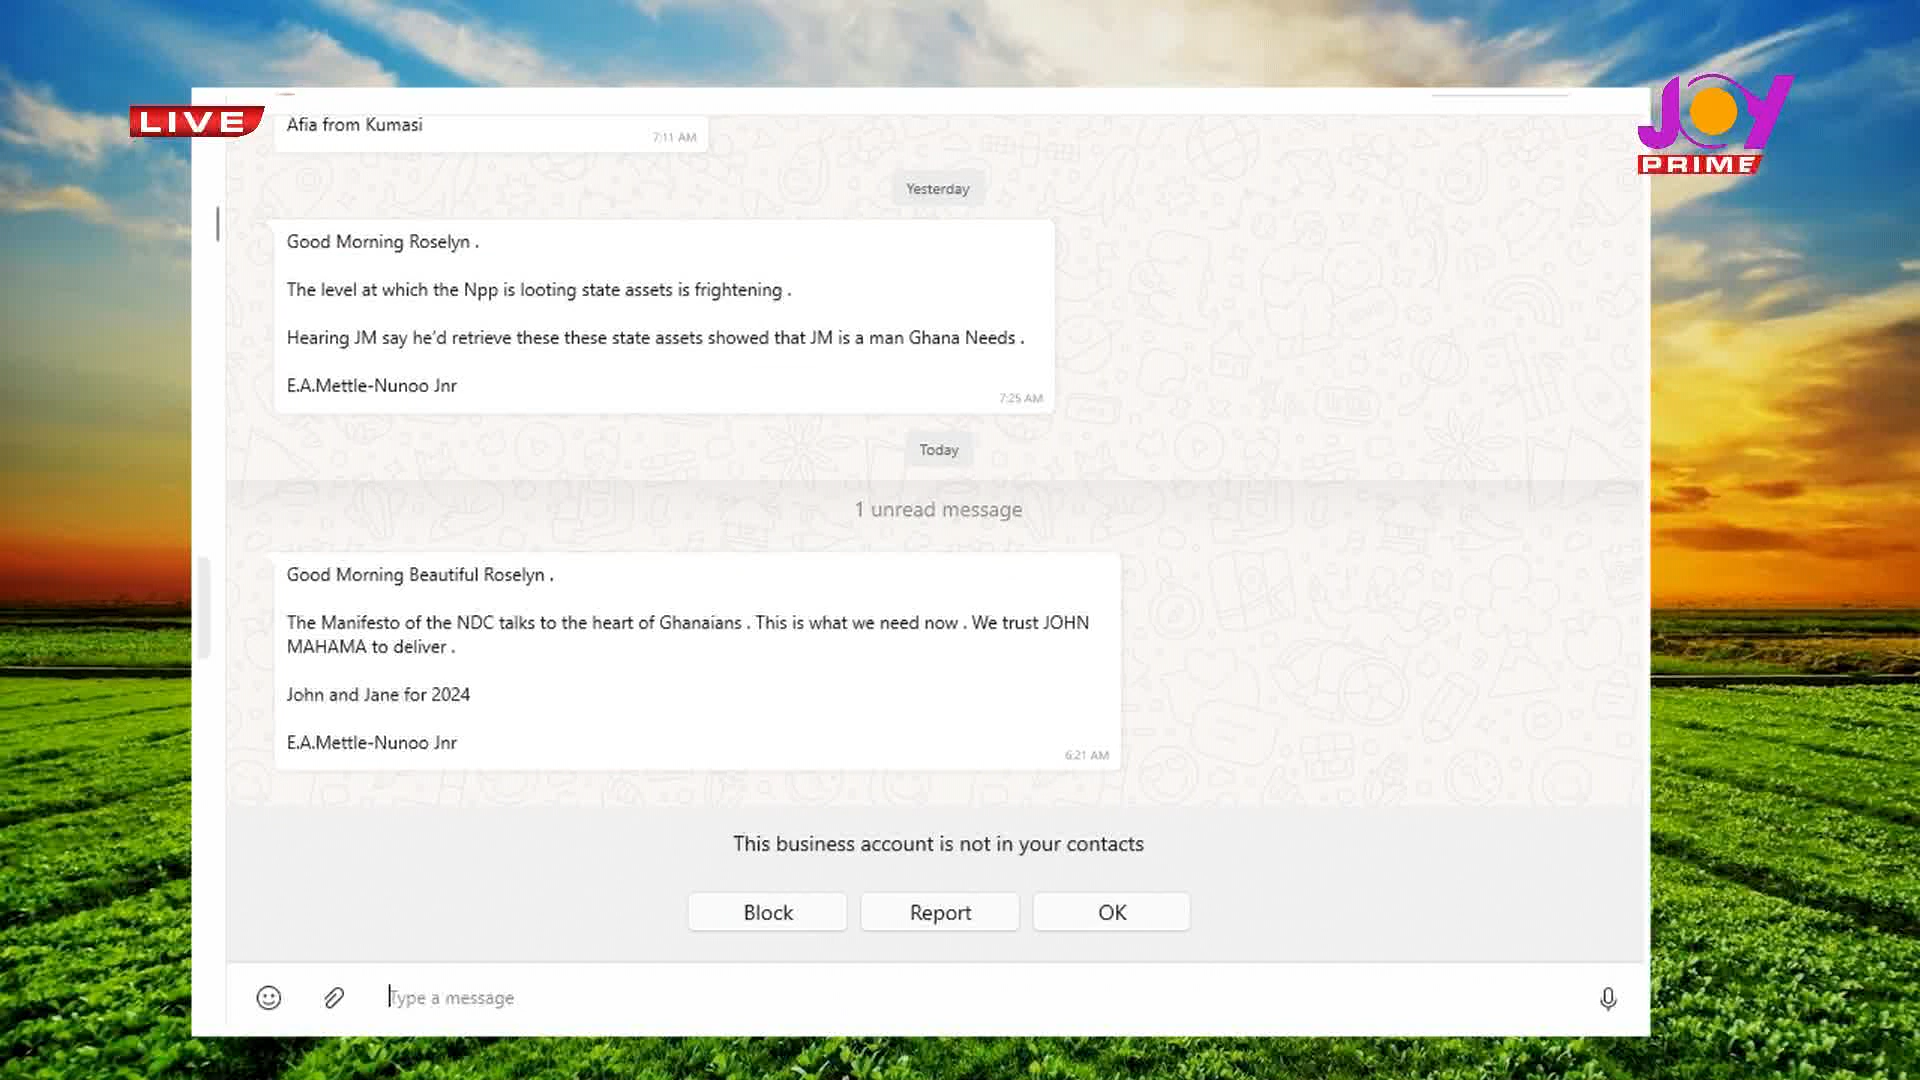 LIVE
JOY
PRIME
Afia from Kumasi
7:11 AM
Yesterday
Good Morning Roselyn .
The level at which the Npp is looting state assets is frightening .
Hearing JM say he'd retrieve these these state assets showed that JM is a man Ghana Needs .
E.A.Mettle-Nunoo Jnr
7:25 AM
Today
1 unread message
Good Morning Beautiful Roselyn .
The Manifesto of the NDC talks to the heart of Ghanaians . This is what we need now . We trust JOHN
MAHAMA to deliver .
John and Jane for 2024
E.A.Mettle-Nunoo Jnr
6:21 AM
This business account is not in your contacts
Block
Report
OK
Type a message